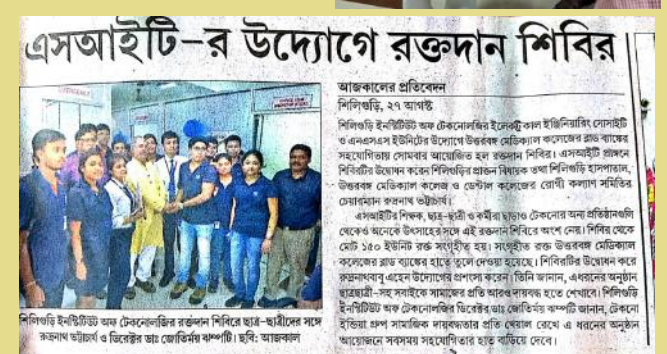 এসআইটি-র উদ্যোগে রক্তদান শিবির
আজকালের প্রতিবেদন
শিলিগুড়ি, ২৭ আগস্ট
শিলিগুড়ি ইনস্টিটিউট অফ টেকনোলজির ইলেকট্রিকাল ইঞ্জিনিয়ারিং সোসাইটি
ও এনএসএস ইউনিটের উদ্যোগে উত্তরবঙ্গ মেডিক্যাল কলেজের ব্লাড ব্যাঙ্কের
সহযোগিতায় সোমবার আয়োজিত হল রক্তদান শিবির। এসআইটি প্রাঙ্গনে
শিবিরটির উদ্বোধন করেন শিলিগুড়ির প্রাক্তন বিধায়ক তথা শিলিগুড়ি হাসপাতাল,
উত্তরবঙ্গ মেডিক্যাল কলেজ ও ডেন্টাল কলেজের রোগী কল্যাণ সমিতির
চেয়ারম্যান রুদ্রনাথ ভট্টাচার্য।
এসআইটির শিক্ষক, ছাত্র-ছাত্রী ও কর্মীরা ছাড়াও টেকনোর অন্য প্রতিষ্ঠানগুলি
থেকেও অনেকে উৎসাহের সঙ্গে এই রক্তদান শিবিরে অংশ নেয়। শিবির থেকে
মোট ১৫০ ইউনিট রক্ত সংগৃহীত হয়। সংগৃহীত রক্ত উত্তরবঙ্গ মেডিক্যাল
কলেজের ব্লাড ব্যাঙ্কের হাতে তুলে দেওয়া হয়েছে। শিবিরটির উদ্বোধন করে
রুদ্রনাথবাবু এহেন উদ্যোগের প্রশংসা করেন। তিনি জানান, এধরনের অনুষ্ঠান
ছাত্রছাত্রী-সহ সবাইকে সামাজের প্রতি আরও দায়বদ্ধ হতে শেখাবে। শিলিগুড়ি
ইনস্টিটিউট অফ টেকনোলজির ডিরেক্টর ডাঃ জ্যোতির্ময় ঝম্পটি জানান, টেকনো
ইন্ডিয়া গ্রুপ সামাজিক দায়বদ্ধতার প্রতি খেয়াল রেখে এ ধরনের অনুষ্ঠান
আয়োজনে সবসময় সহযোগিতার হাত বাড়িয়ে দেবে।
শিলিগুড়ি ইনস্টিটিউট অফ টেকনোলজির রক্তদান শিবিরে ছাত্র-ছাত্রীদের সঙ্গে
রুদ্রনাথ ভট্টাচার্য ও ডিরেক্টর ডাঃ জ্যোতির্ময় ঝম্পটি। ছবি: আজকাল